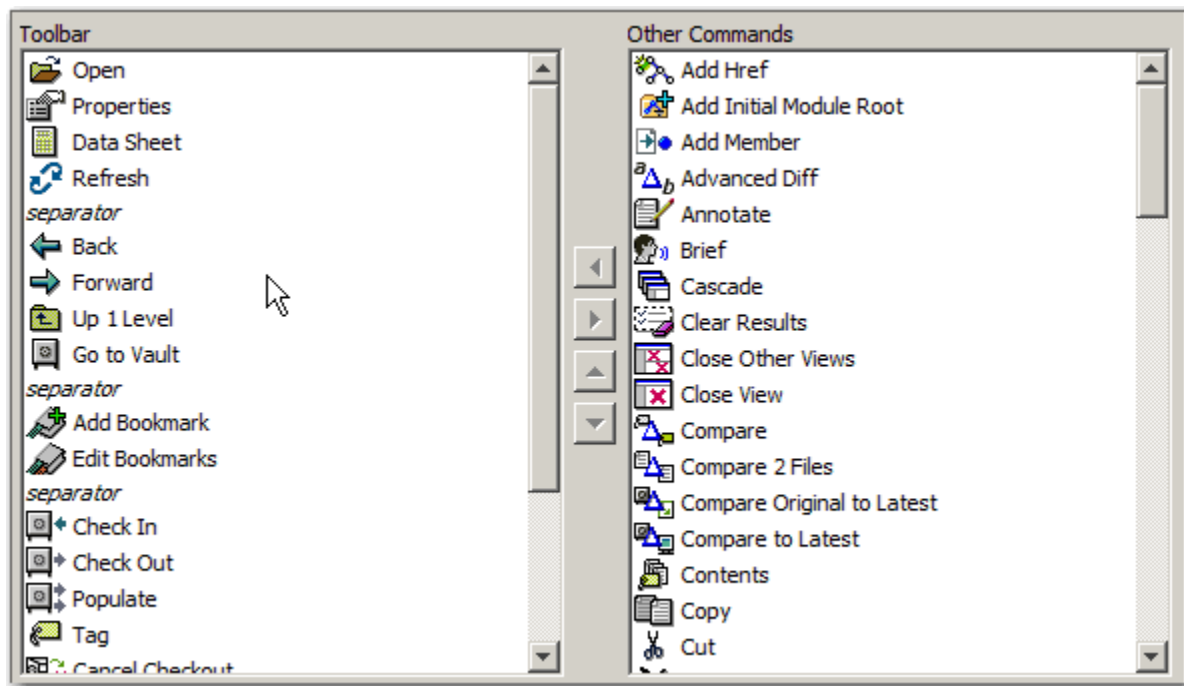 Toolbar
Open
Properties
Data Sheet
Refresh
separator
Back
Forward
Up 1 Level
Go to Vault
separator
Add Bookmark
Edit Bookmarks
separator
Check In
Check Out
Populate
Tag
Cancel Checkout
Other Commands
Add Href
Add Initial Module Root
Add Member
Advanced Diff
Annotate
Brief
Cascade
Clear Results
Close Other Views
Close View
Compare
Compare 2 Files
Compare Original to Latest
Compare to Latest
Contents
Copy
Cut